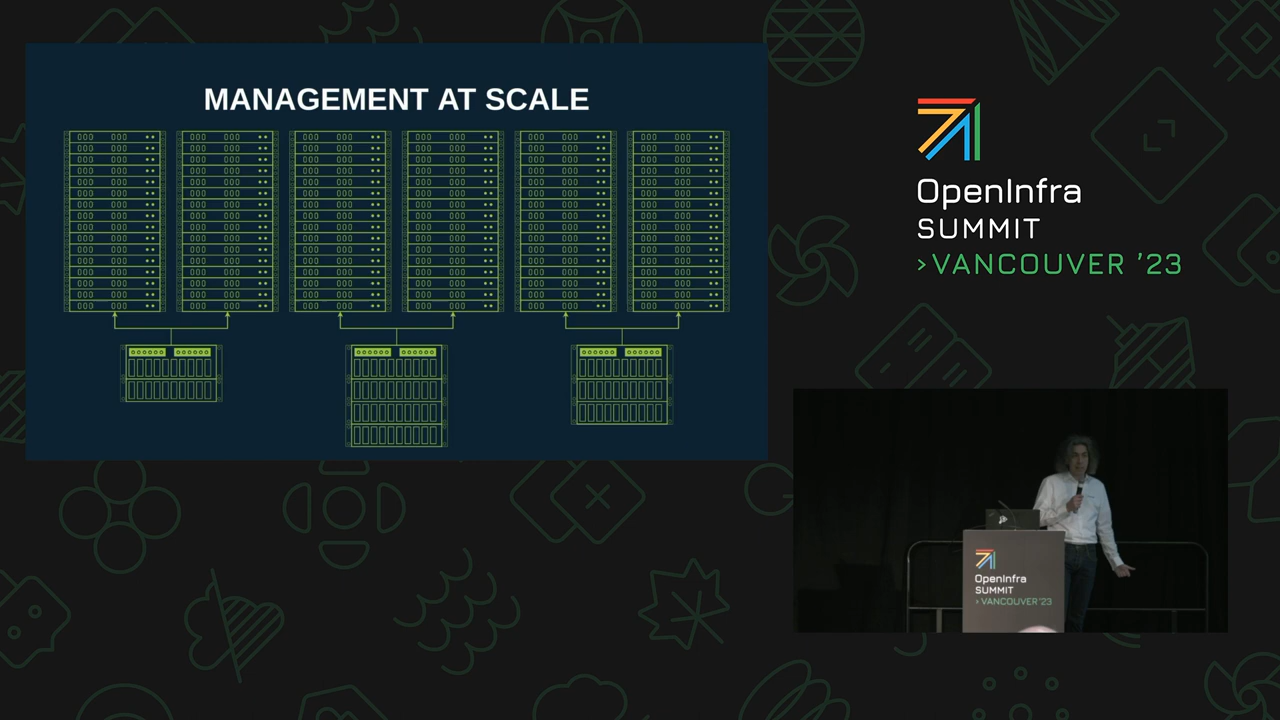 MANAGEMENT AT SCALE
OpenInfra
SUMMIT
>VANCOUVER '23
OpenInfra
SUMMIT
>VANCOUVER'23